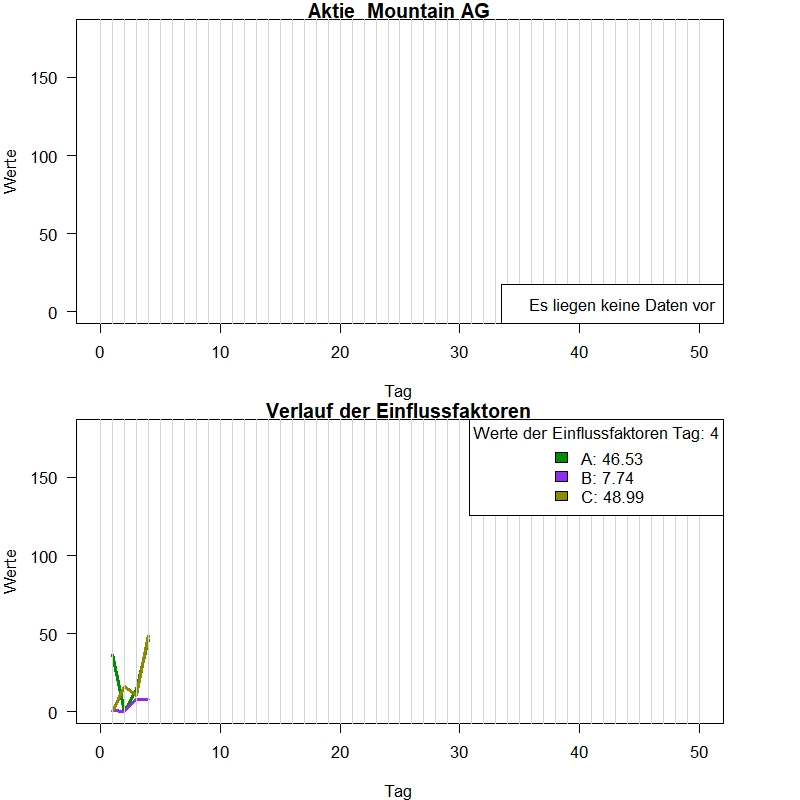 Aktie  Mountain AG
Werte
150
100
50
0
Es liegen keine Daten vor
0 10 20 30 40 50
Tag
Verlauf der Einflussfaktoren
Werte
150
100
50
0
Werte der Einflussfaktoren Tag: 4
A: 46.53
B: 7.74
C: 48.99
0 10 20 30 40 50
Tag